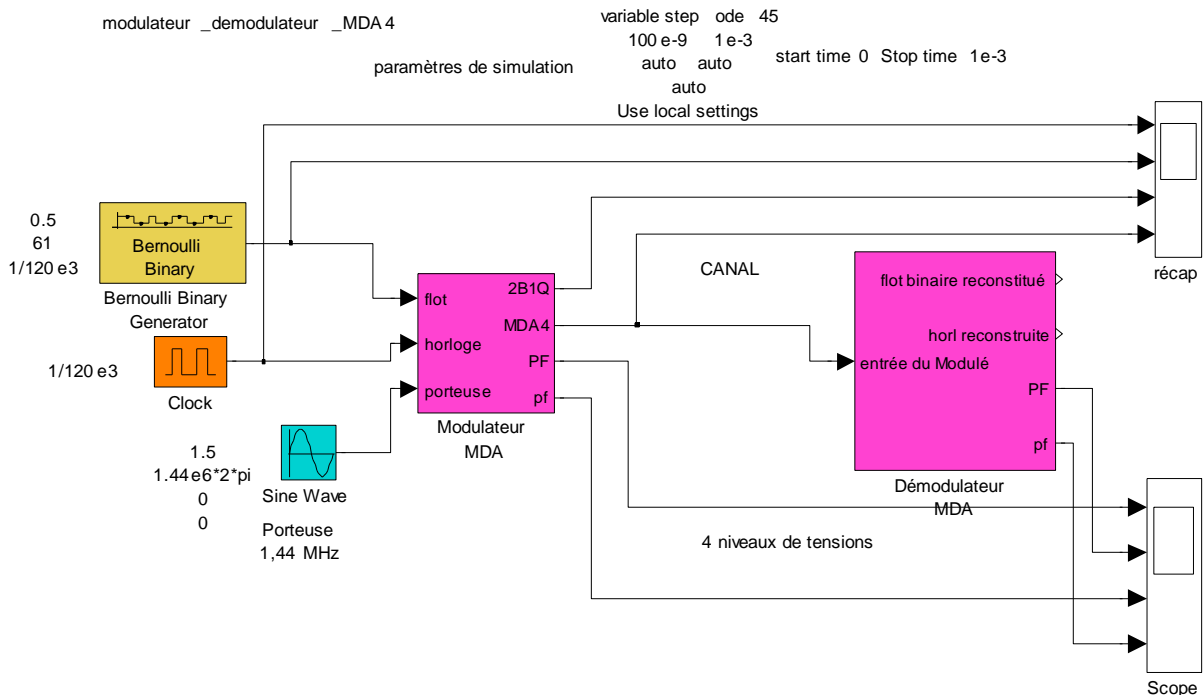 modulateur _demodulateur _MDA 4
variable step ode 45
100 e-9 1 e-3
auto auto
auto
Use local settings
paramètres de simulation
start time 0 Stop time 1e-3
récap
0.5
61
1/120 e3
Bernoulli
Binary
Bernoulli Binary
Generator
1/120 e3
Clock
1.5
1.44 e6*2*pi
0
0
Sine Wave
Porteuse
1,44 MHz
flot
horloge
porteuse
2B1Q
MDA4
PF
pf
Modulateur
MDA
CANAL
flot binaire reconstitué
horl reconstruite
entrée du Modulé
PF
pf
Démodulateur
MDA
4 niveaux de tensions
Scope